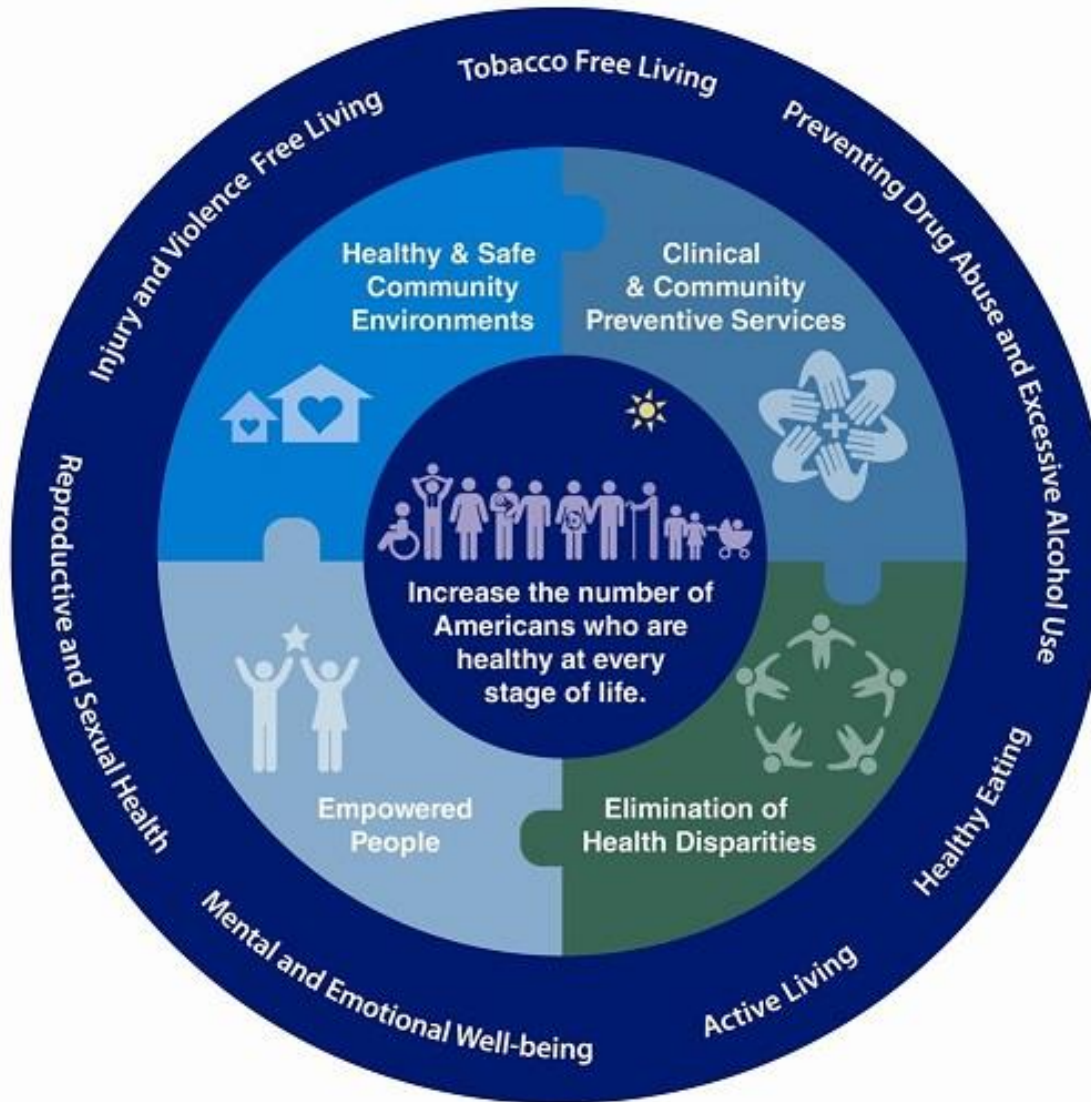 Tobacco Free Living
Preventing Drug Abuse and Excessive Alcohol Use
Healthy Eating
Active Living
Mental and Emotional Well-being
Reproductive and Sexual Health
Injury and Violence Free Living
Healthy & Safe
Community
Environments
Clinical
& Community
Preventive Services
Increase the number of
Americans who are
healthy at every
stage of life.
Empowered
People
Elimination of
Health Disparities